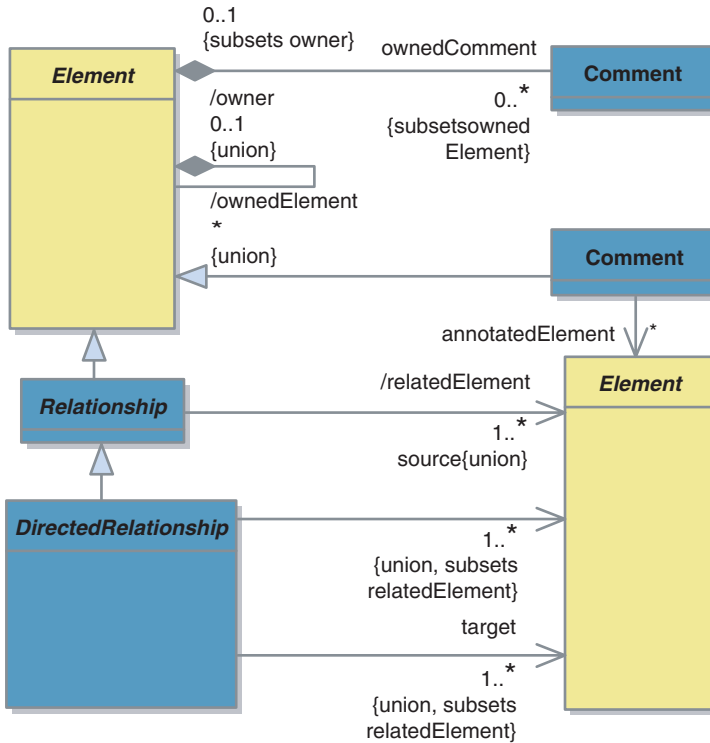 0..1
{subsets owner}
ownedComment
Element
Comment
/owner
0..1
{union}
0..*
{subsetsowned
Element}
/ownedElement
*
{union}
Comment
annotatedElement
*
/relatedElement
Element
Relationship
1..*
source{union}
DirectedRelationship
1..*
{union, subsets
relatedElement}
target
1..*
{union, subsets
relatedElement}